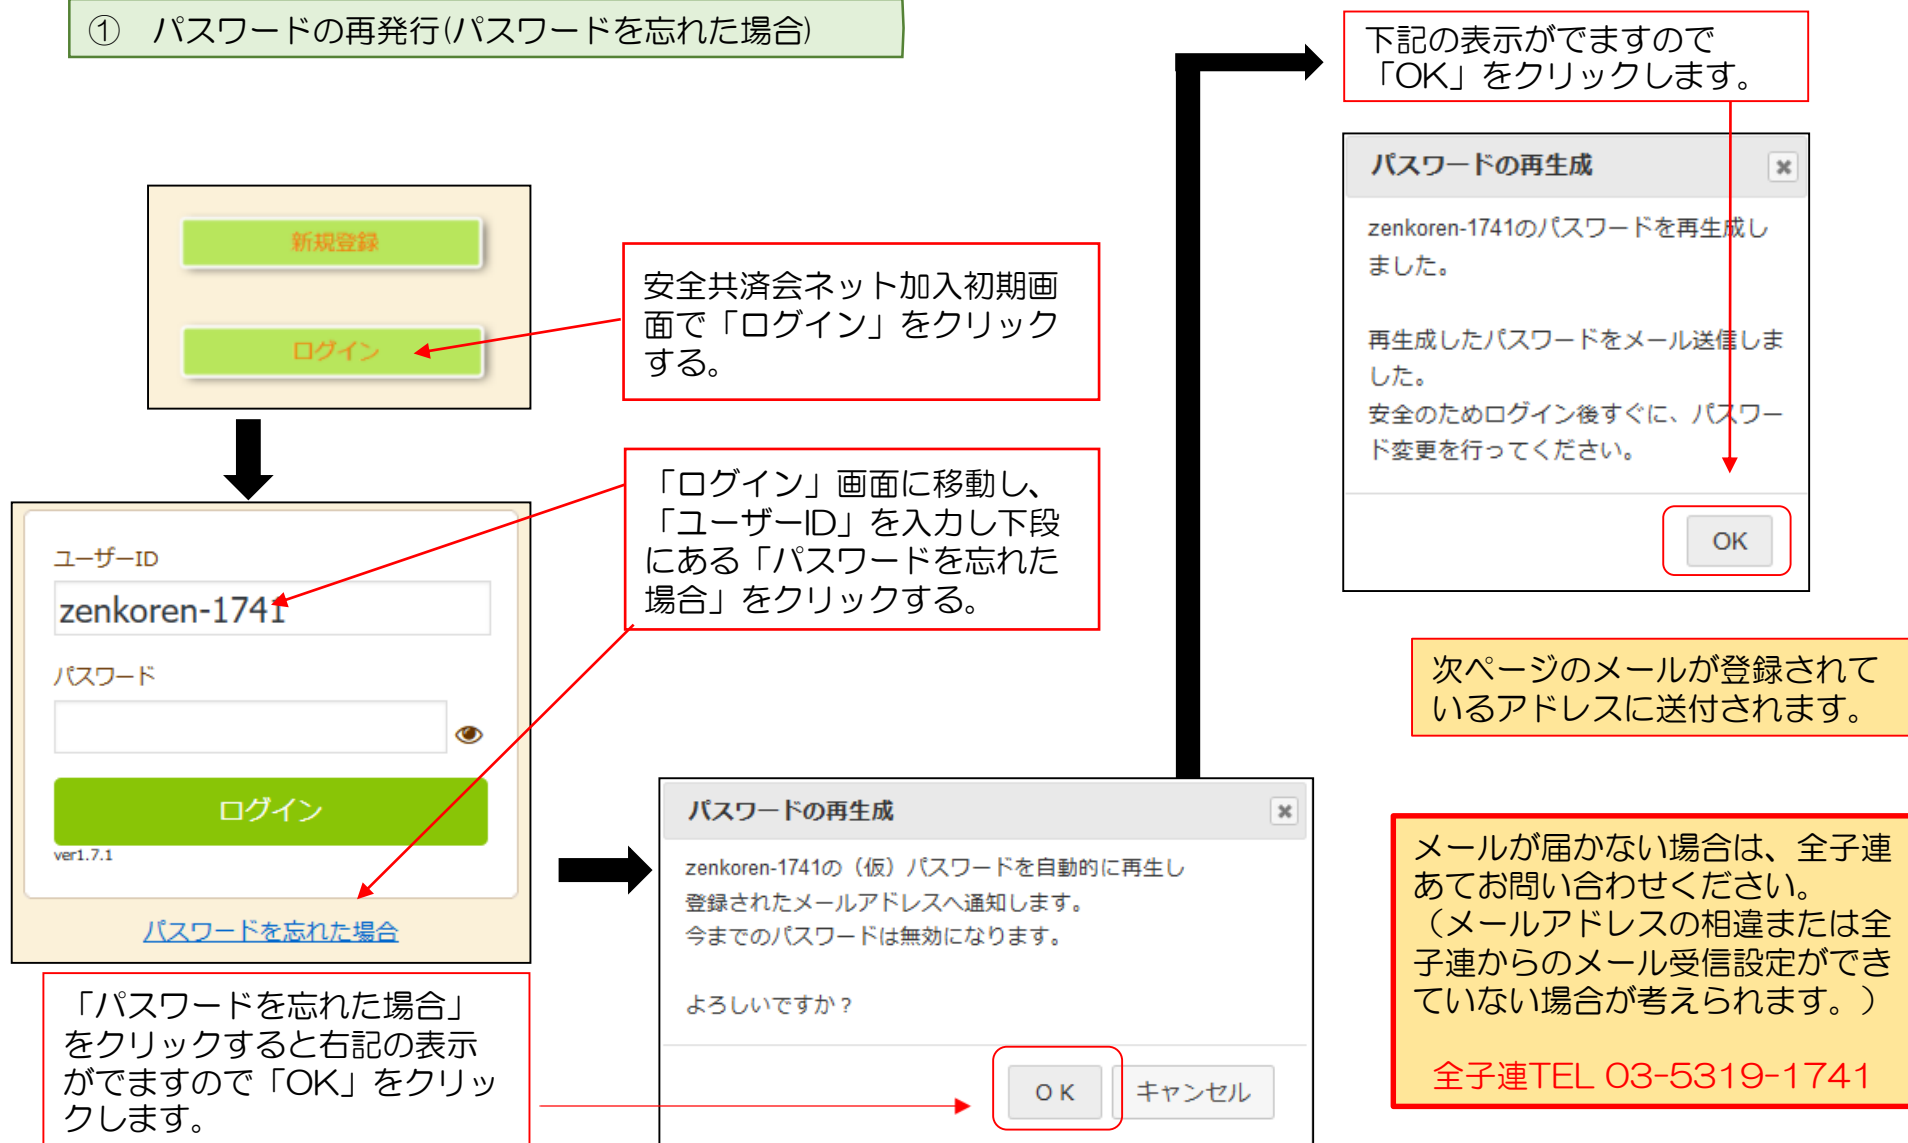 ① パスワードの再発行(パスワードを忘れた場合)
新規登録
ログイン
安全共済会ネット加入初期画
面で「ログイン」をクリック
する。
「ログイン」画面に移動し、
「ユーザーID」を入力し下段
にある「パスワードを忘れた
場合」をクリックする。
ユーザーID
zenkoren-1741
パスワード
ログイン
ver1.7.1
パスワードを忘れた場合
「パスワードを忘れた場合」
をクリックすると右記の表示
がでますので「OK」をクリッ
クします。
パスワードの再生成
zenkoren-1741の（仮）パスワードを自動的に再生し
登録されたメールアドレスへ通知します。
今までのパスワードは無効になります。
よろしいですか？
ＯＫ
キャンセル
下記の表示がでますので
「OK」をクリックします。
パスワードの再生成
zenkoren-1741のパスワードを再生成し
ました。
再生成したパスワードをメール送信しま
した。
安全のためログイン後すぐに、パスワー
ド変更を行ってください。
OK
次ページのメールが登録されて
いるアドレスに送付されます。
メールが届かない場合は、全子連
あてお問い合わせください。
（メールアドレスの相違または全
子連からのメール受信設定ができ
ていない場合が考えられます。）
全子連TEL 03-5319-1741